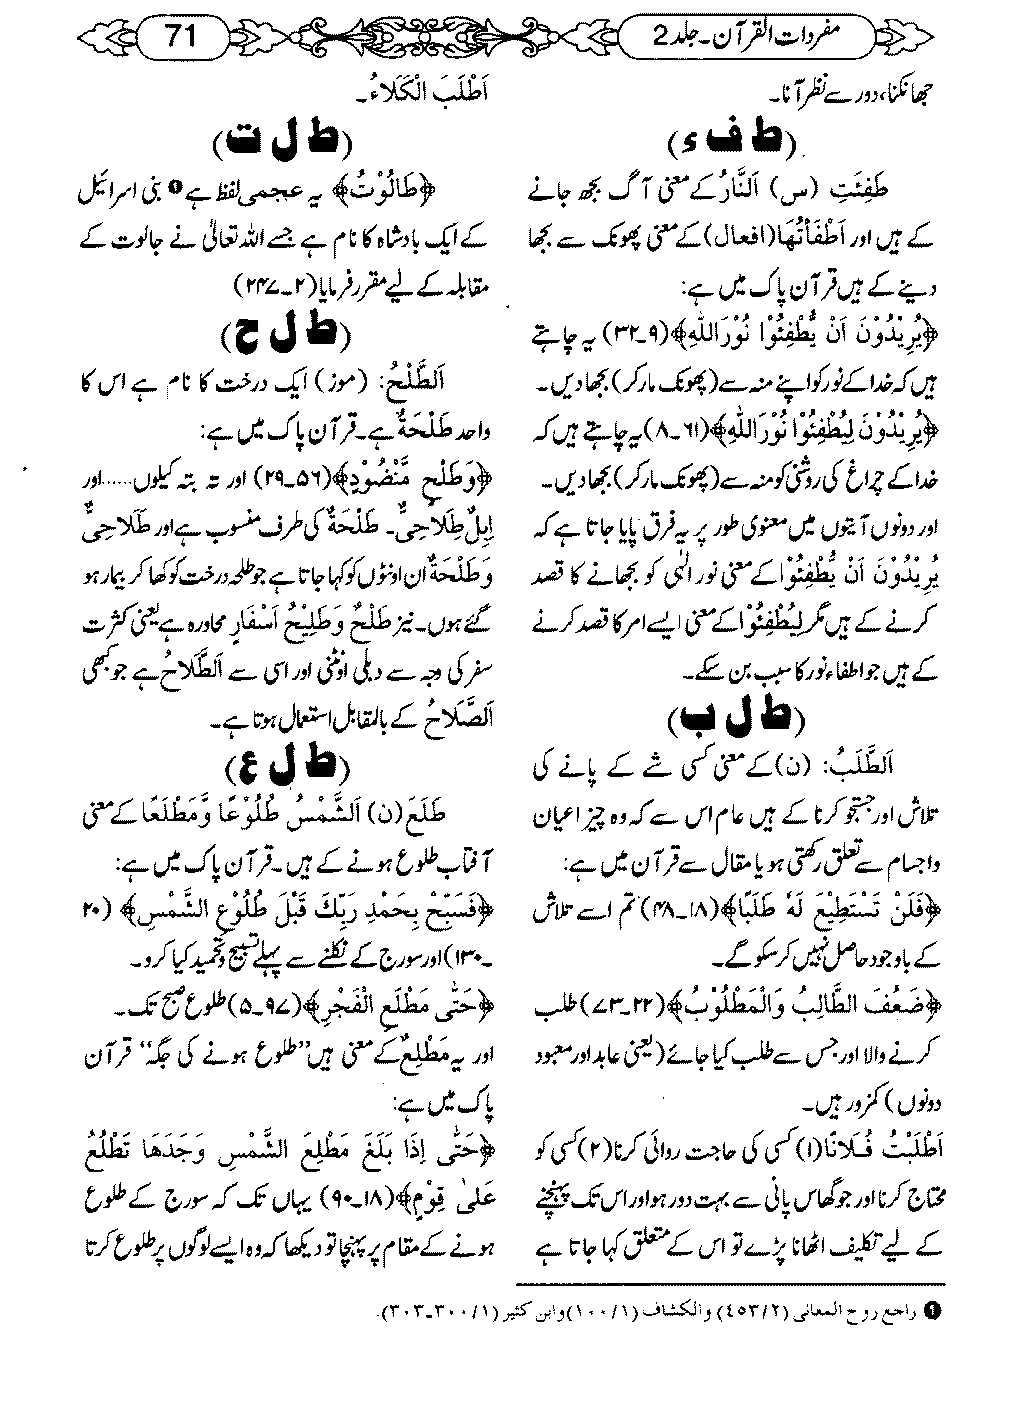 مفردات القرآن۔ جلد 2
71
جھانکنا، دور سے نظر آنا۔
(ط ف ء)
طَفِئَتِ (س) اَلنَّارُ کے معنی آگ بجھ جانے
کے ہیں اور اَطْفَأْتُهَا (افعال) کے معنی پھونک سے بجھا
دینے کے ہیں قرآن پاک میں ہے:
﴿يُرِيْدُوْنَ اَنْ يُّطْفِئُوْا نُوْرَ اللّٰهِ﴾ (۹۔۳۲) یہ چاہتے
ہیں کہ خدا کے نور کو اپنے منہ سے (پھونک مار کر) بجھا دیں۔
﴿يُرِيْدُوْنَ لِيُطْفِئُوْا نُوْرَ اللّٰهِ﴾ (۶۱۔۸) یہ چاہتے ہیں کہ
خدا کے چراغ کی روشنی کو منہ سے (پھونک مار کر) بجھا دیں۔
اور دونوں آیتوں میں معنوی طور پر یہ فرق پایا جاتا ہے کہ
يُرِيْدُوْنَ اَنْ يُّطْفِئُوْا کے معنی نور الٰہی کو بجھانے کا قصد
کرنے کے ہیں مگر لِيُطْفِئُوْا کے معنی ایسے امر کا قصد کرنے
کے ہیں جو اطفاء نور کا سبب بن سکے۔
(ط ل ب)
اَلطَّلَبُ: (ن) کے معنی کسی شے کے پانے کی
تلاش اور جستجو کرنا کے ہیں عام اس سے کہ وہ چیز اعیان
واجسام سے تعلق رکھتی ہو یا مقال سے قرآن میں ہے:
﴿فَلَنْ تَسْتَطِيْعَ لَهٗ طَلَبًا﴾ (۱۸۔۴۸) تم اسے تلاش
کے باوجود حاصل نہیں کر سکو گے۔
﴿ضَعُفَ الطَّالِبُ وَالْمَطْلُوْبُ﴾ (۲۲۔۷۳) طلب
کرنے والا اور جس سے طلب کیا جائے (یعنی عابد اور معبود
دونوں) کمزور ہیں۔
اَطْلَبْتُ فُلَانًا (۱) کسی کی حاجت روائی کرنا (۲) کسی کو
محتاج کرنا اور جو گھاس پانی سے بہت دور ہو اور اس تک پہنچنے
کے لیے تکلیف اٹھانا پڑے تو اس کے متعلق کہا جاتا ہے
اَطْلَبَ الْكَلَاءُ۔
(ط ل ت)
﴿طَالُوْتُ﴾ یہ عجمی لفظ ہے ❶ بنی اسرائیل
کے ایک بادشاہ کا نام ہے جسے اللہ تعالیٰ نے جالوت کے
مقابلہ کے لیے مقرر فرمایا (۲۔۲۴۷)
(ط ل ح)
اَلطَّلْحُ: (موز) ایک درخت کا نام ہے اس کا
واحد طَلْحَةٌ ہے۔ قرآن پاک میں ہے:
﴿وَطَلْحٍ مَّنْضُوْدٍ﴾ (۵۶۔۲۹) اور تہ بتہ کیلوں......اور
اِبِلٌ طِلَاحِيٌّ۔ طَلْحَةٌ کی طرف منسوب ہے اور طَلَاحِيٌّ
وَطَلْحَةٌ ان اونٹوں کو کہا جاتا ہے جو طلحہ درخت کو کھا کر بیمار ہو
گئے ہوں۔ نیز طَلْحٌ وَطَلِيْحُ اَسْفَارٍ محاورہ ہے یعنی کثرت
سفر کی وجہ سے دبلی اونٹنی اور اسی سے اَلطَّلَاحُ ہے جو کبھی
اَلصَّلَاحُ کے بالمقابل استعمال ہوتا ہے۔
(ط ل ع)
طَلَعَ (ن) اَلشَّمْسُ طُلُوْعًا وَّمَطْلَعًا کے معنی
آفتاب طلوع ہونے کے ہیں۔ قرآن پاک میں ہے:
﴿فَسَبِّحْ بِحَمْدِ رَبِّكَ قَبْلَ طُلُوْعِ الشَّمْسِ﴾ (۲۰
۔۱۳۰) اور سورج کے نکلنے سے پہلے تسبیح وتحمید کیا کرو۔
﴿حَتّٰى مَطْلَعِ الْفَجْرِ﴾ (۹۷۔۵) طلوع صبح تک۔
اور یہ مَطْلِعٌ کے معنی ہیں ”طلوع ہونے کی جگہ“ قرآن
پاک میں ہے:
﴿حَتّٰى اِذَا بَلَغَ مَطْلِعَ الشَّمْسِ وَجَدَهَا تَطْلُعُ
عَلٰى قَوْمٍ﴾ (۱۸۔۹۰) یہاں تک کہ سورج کے طلوع
ہونے کے مقام پر پہنچا تو دیکھا کہ وہ ایسے لوگوں پر طلوع کرتا
❶ راجع روح المعانی (۲/۴۵۳) والکشاف (۱/۱۰۰) وابن کثیر (۱/۳۰۰۔۳۰۳).